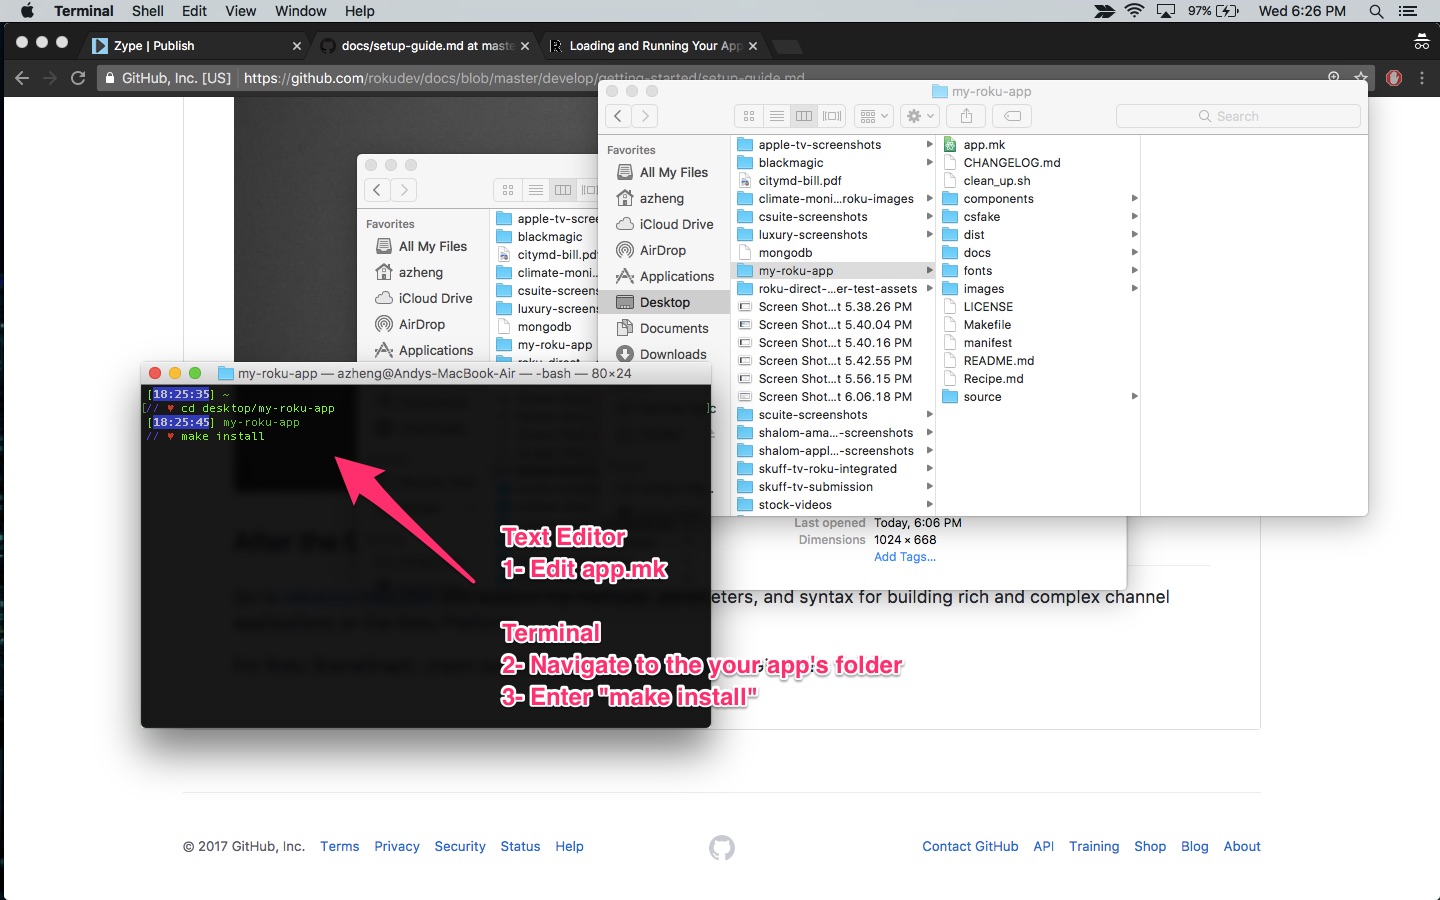 Terminal Shell Edit View Window Help 97% Wed 6:26 PM
Zype | Publish
docs/setup-guide.md at maste
Loading and Running Your App
GitHub, Inc. [US] https://github.com/rokudev/docs/blob/master/develop/getting-started/setup-guide.md
my-roku-app
Search
Favorites
All My Files
azheng
iCloud Drive
AirDrop
Applications
Desktop
Documents
Downloads
apple-tv-screenshots
blackmagic
citymd-bill.pdf
climate-moni...roku-images
csuite-screenshots
luxury-screenshots
mongodb
my-roku-app
roku-direct-...er-test-assets
Screen Shot...t 5.38.26 PM
Screen Shot...t 5.40.04 PM
Screen Shot...t 5.40.16 PM
Screen Shot...t 5.42.55 PM
Screen Shot...t 5.56.15 PM
Screen Shot...t 6.06.18 PM
scuite-screenshots
shalom-ama...-screenshots
shalom-appl...-screenshots
skuff-tv-roku-integrated
skuff-tv-submission
stock-videos
app.mk
CHANGELOG.md
clean_up.sh
components
csfake
dist
docs
fonts
images
LICENSE
Makefile
manifest
README.md
Recipe.md
source
Favorites
All My Files
azheng
iCloud Drive
AirDrop
Applications
apple-tv-scree
blackmagic
citymd-bill.pdf
climate-moni..
csuite-screens
luxury-screens
mongodb
my-roku-app
my-roku-app — azheng@Andys-MacBook-Air — -bash — 80×24
[18:25:35] ~
[// ♥ cd desktop/my-roku-app ]
[18:25:45] my-roku-app
// ♥ make install
Text Editor
1- Edit app.mk
Terminal
2- Navigate to the your app's folder
3- Enter "make install"
Last opened Today, 6:06 PM
Dimensions 1024 × 668
Add Tags...
eters, and syntax for building rich and complex channel
© 2017 GitHub, Inc. Terms Privacy Security Status Help
Contact GitHub API Training Shop Blog About